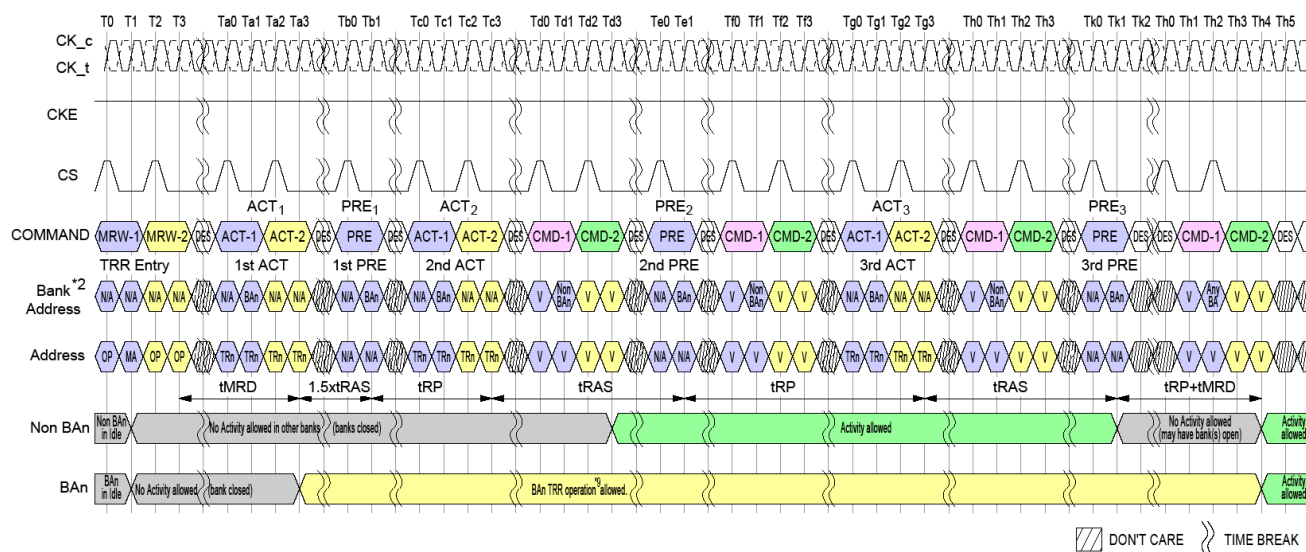 T0 T1 T2 T3 Ta0 Ta1 Ta2 Ta3 Tb0 Tb1 Tc0 Tc1 Tc2 Tc3 Td0 Td1 Td2 Td3 Te0 Te1 Tf0 Tf1 Tf2 Tf3 Tg0 Tg1 Tg2 Tg3 Th0 Th1 Th2 Th3 Tk0 Tk1 Tk2 Th0 Th1 Th2 Th3 Th4 Th5
CK_c
CK_t
CKE
CS
ACT1 PRE1 ACT2 PRE2 ACT3 PRE3
COMMAND MRW-1 MRW-2 DES ACT-1 ACT-2 DES PRE DES ACT-1 ACT-2 DES CMD-1 CMD-2 DES PRE DES CMD-1 CMD-2 DES ACT-1 ACT-2 DES CMD-1 CMD-2 DES PRE DES DES CMD-1 CMD-2 DES
TRR Entry 1st ACT 1st PRE 2nd ACT 2nd PRE 3rd ACT 3rd PRE
Bank*2 Address N/A N/A N/A N/A N/A BAn N/A N/A N/A BAn N/A BAn N/A N/A V Non BAn V V N/A BAn V Non BAn V V N/A BAn N/A N/A V Non BAn V V N/A BAn V Any BA V V
Address OP MA OP OP TRn TRn TRn TRn N/A N/A TRn TRn TRn TRn V V V V N/A N/A V V V V TRn TRn TRn TRn V V V V N/A N/A V V V V
tMRD 1.5xtRAS tRP tRAS tRP tRAS tRP+tMRD
Non BAn Non BAn in Idle No Activity allowed in other banks (banks closed) Activity allowed No Activity allowed (may have bank(s) open) Activity allowed
BAn BAn in Idle No Activity allowed (bank closed) BAn TRR operation*9 allowed. Activity allowed
DON'T CARE TIME BREAK